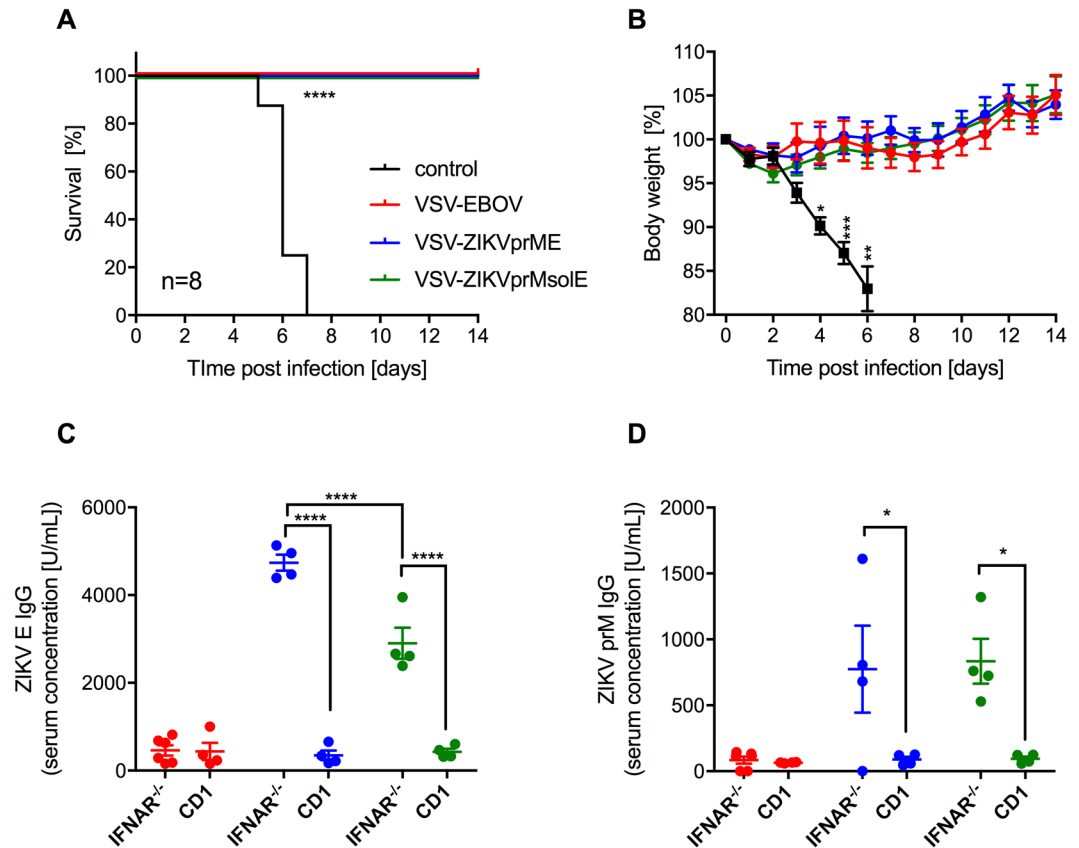 A
Survival [%]
100
80
60
40
20
0
****
control
VSV-EBOV
VSV-ZIKVprME
VSV-ZIKVprMsolE
n=8
0 2 4 6 8 10 12 14
TIme post infection [days]
B
Body weight [%]
110
105
100
95
90
85
80
*
***
**
0 2 4 6 8 10 12 14
Time post infection [days]
C
ZIKV E IgG
(serum concentration [U/mL])
6000
4000
2000
0
****
****
****
IFNAR-/- CD1 IFNAR-/- CD1 IFNAR-/- CD1
D
ZIKV prM IgG
(serum concentration [U/mL])
2000
1500
1000
500
0
*
*
IFNAR-/- CD1 IFNAR-/- CD1 IFNAR-/- CD1